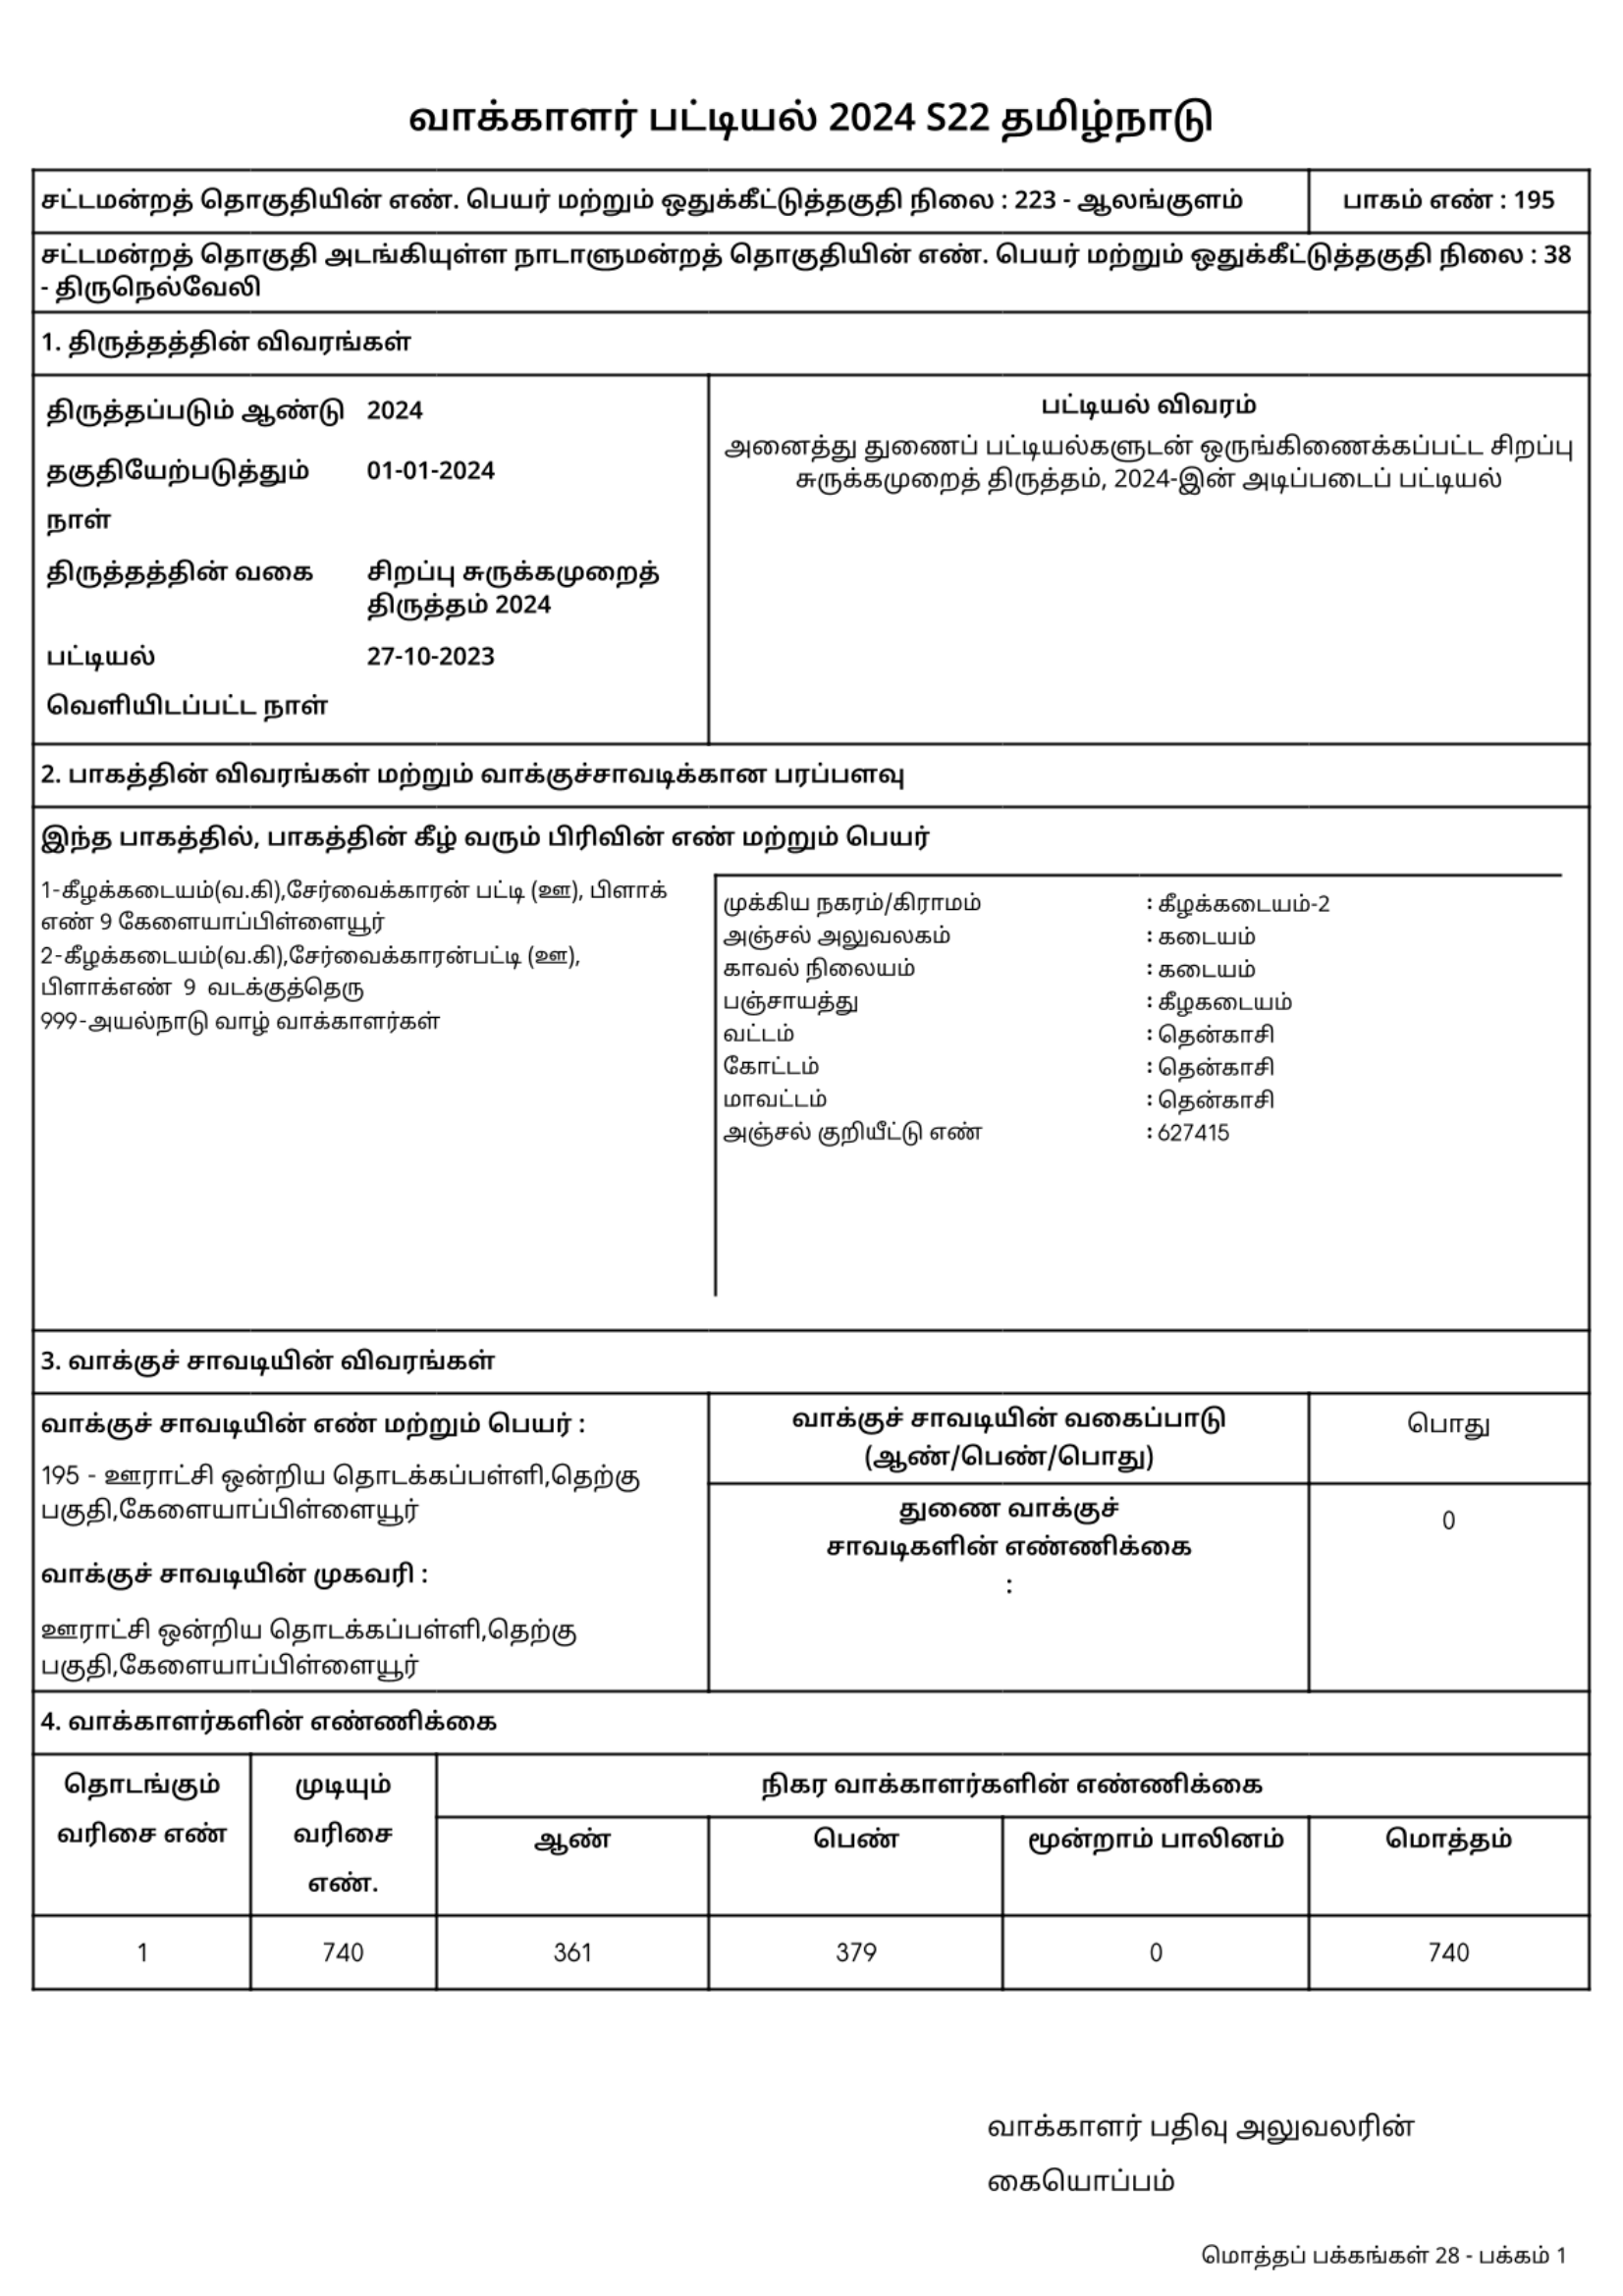 வாக்காளர் பட்டியல் 2024 S22 தமிழ்நாடு
சட்டமன்றத் தொகுதியின் எண். பெயர் மற்றும் ஒதுக்கீட்டுத்தகுதி நிலை : 223 - ஆலங்குளம்
பாகம் எண் : 195
சட்டமன்றத் தொகுதி அடங்கியுள்ள நாடாளுமன்றத் தொகுதியின் எண். பெயர் மற்றும் ஒதுக்கீட்டுத்தகுதி நிலை : 38
- திருநெல்வேலி
1. திருத்தத்தின் விவரங்கள்
திருத்தப்படும் ஆண்டு 2024
தகுதியேற்படுத்தும் 01-01-2024
நாள்
திருத்தத்தின் வகை சிறப்பு சுருக்கமுறைத்
திருத்தம் 2024
பட்டியல் 27-10-2023
வெளியிடப்பட்ட நாள்
பட்டியல் விவரம்
அனைத்து துணைப் பட்டியல்களுடன் ஒருங்கிணைக்கப்பட்ட சிறப்பு
சுருக்கமுறைத் திருத்தம், 2024-இன் அடிப்படைப் பட்டியல்
2. பாகத்தின் விவரங்கள் மற்றும் வாக்குச்சாவடிக்கான பரப்பளவு
இந்த பாகத்தில், பாகத்தின் கீழ் வரும் பிரிவின் எண் மற்றும் பெயர்
1-கீழக்கடையம்(வ.கி),சேர்வைக்காரன் பட்டி (ஊ), பிளாக்
எண் 9 கேளையாப்பிள்ளையூர்
2-கீழக்கடையம்(வ.கி),சேர்வைக்காரன்பட்டி (ஊ),
பிளாக்எண் 9 வடக்குத்தெரு
999-அயல்நாடு வாழ் வாக்காளர்கள்
முக்கிய நகரம்/கிராமம் : கீழக்கடையம்-2
அஞ்சல் அலுவலகம் : கடையம்
காவல் நிலையம் : கடையம்
பஞ்சாயத்து : கீழகடையம்
வட்டம் : தென்காசி
கோட்டம் : தென்காசி
மாவட்டம் : தென்காசி
அஞ்சல் குறியீட்டு எண் : 627415
3. வாக்குச் சாவடியின் விவரங்கள்
வாக்குச் சாவடியின் எண் மற்றும் பெயர் :
195 - ஊராட்சி ஒன்றிய தொடக்கப்பள்ளி,தெற்கு
பகுதி,கேளையாப்பிள்ளையூர்
வாக்குச் சாவடியின் முகவரி :
ஊராட்சி ஒன்றிய தொடக்கப்பள்ளி,தெற்கு
பகுதி,கேளையாப்பிள்ளையூர்
வாக்குச் சாவடியின் வகைப்பாடு
(ஆண்/பெண்/பொது)
பொது
துணை வாக்குச்
சாவடிகளின் எண்ணிக்கை
:
0
4. வாக்காளர்களின் எண்ணிக்கை
தொடங்கும்
வரிசை எண்
முடியும்
வரிசை
எண்.
நிகர வாக்காளர்களின் எண்ணிக்கை
ஆண் பெண் மூன்றாம் பாலினம் மொத்தம்
1 740 361 379 0 740
வாக்காளர் பதிவு அலுவலரின்
கையொப்பம்
மொத்தப் பக்கங்கள் 28 - பக்கம் 1